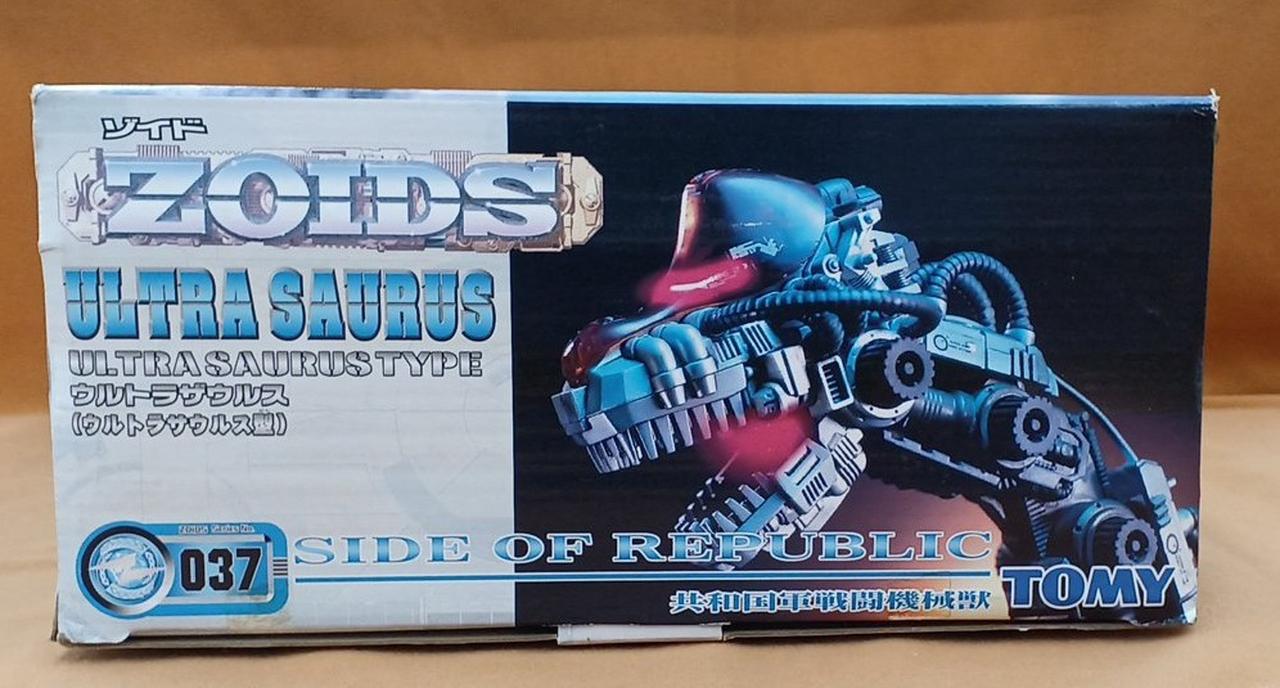 ゾイド
ZOIDS
ULTRA SAURUS
ULTRA SAURUS TYPE
ウルトラザウルス
(ウルトラサウルス型)
ZOIDS Series No.
037
SIDE OF REPUBLIC
共和国軍戦闘機械獣
TOMY